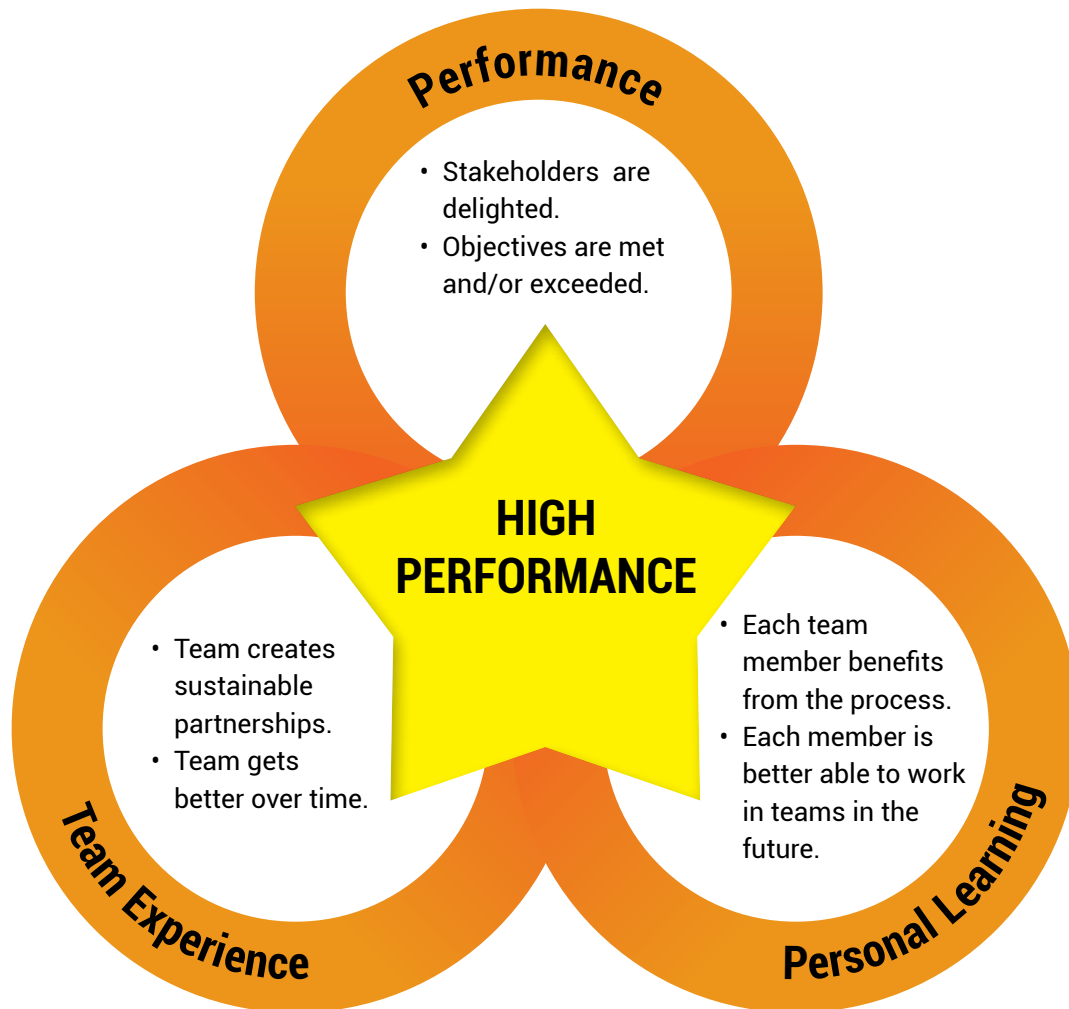 Performance
• Stakeholders are
delighted.
• Objectives are met
and/or exceeded.
HIGH
PERFORMANCE
• Team creates
sustainable
partnerships.
• Team gets
better over time.
Team Experience
• Each team
member benefits
from the process.
• Each member is
better able to work
in teams in the
future.
Personal Learning